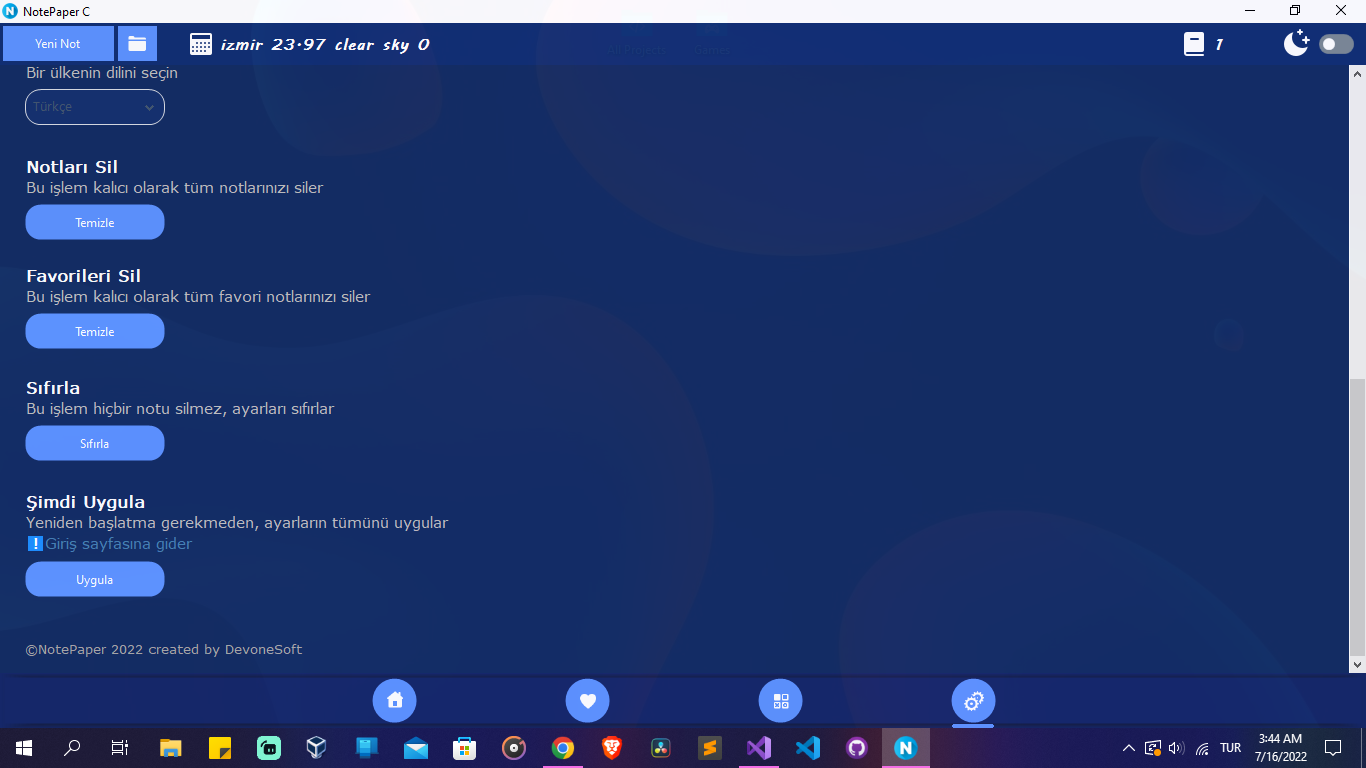 NotePaper C
Yeni Not
izmir 23.97 clear sky 0
1
Bir ülkenin dilini seçin
Türkçe
Notları Sil
Bu işlem kalıcı olarak tüm notlarınızı siler
Temizle
Favorileri Sil
Bu işlem kalıcı olarak tüm favori notlarınızı siler
Temizle
Sıfırla
Bu işlem hiçbir notu silmez, ayarları sıfırlar
Sıfırla
Şimdi Uygula
Yeniden başlatma gerekmeden, ayarların tümünü uygular
Giriş sayfasına gider
Uygula
©NotePaper 2022 created by DevoneSoft
TUR
3:44 AM
7/16/2022